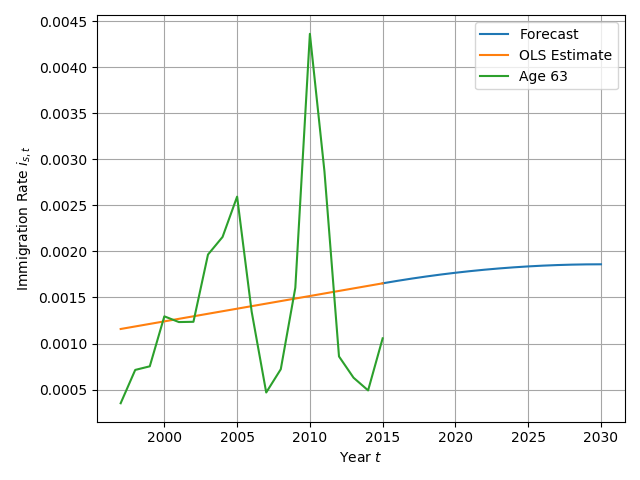 0.0045
0.0040
0.0035
0.0030
0.0025
0.0020
0.0015
0.0010
0.0005
Immigration Rate i_{s,t}
Forecast
OLS Estimate
Age 63
2000 2005 2010 2015 2020 2025 2030
Year t